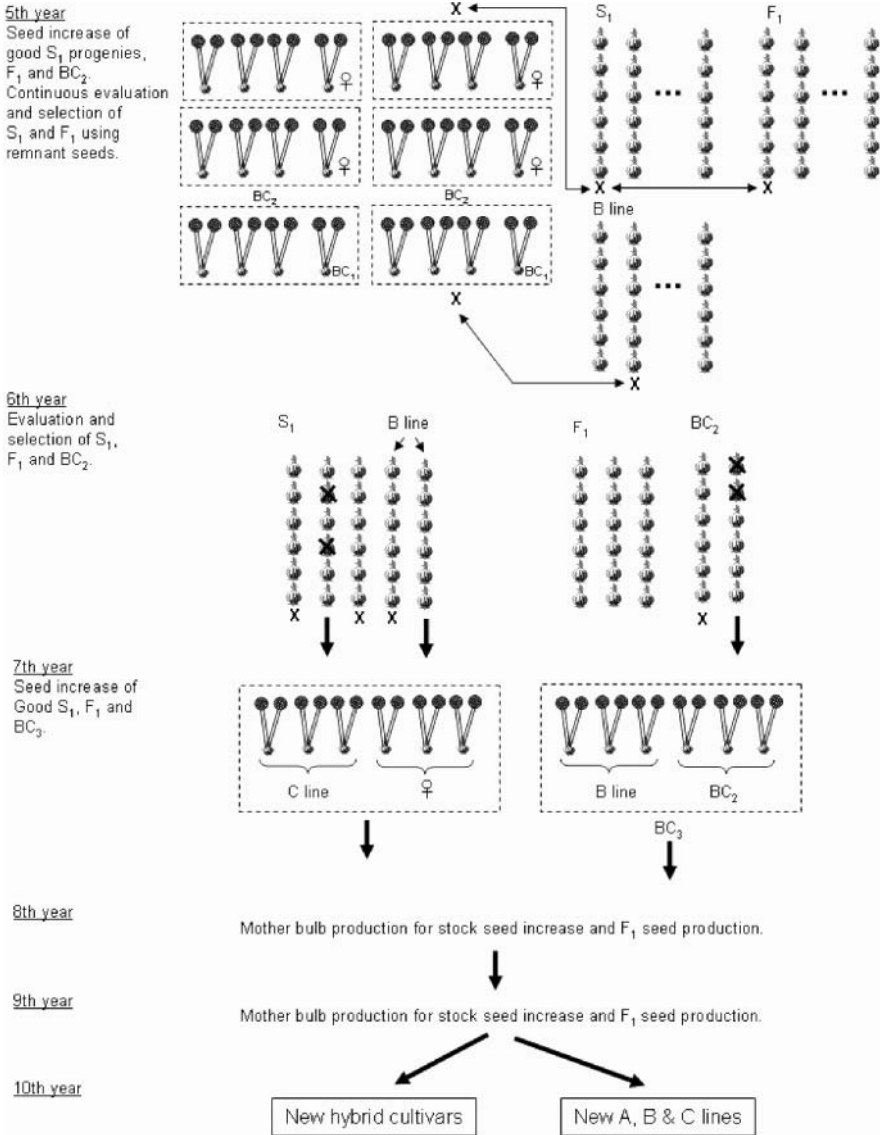 5th year
Seed increase of
good S₁ progenies,
F₁ and BC₂.
Continuous evaluation
and selection of
S₁ and F₁ using
remnant seeds.
X
S₁
F₁
♀
♀
...
...
♀
♀
BC₂
BC₂
X
X
B line
BC₁
BC₁
...
X
X
6th year
Evaluation and
selection of S₁,
F₁ and BC₂.
S₁
B line
F₁
BC₂
X
X
X
X
X
X
X
X
7th year
Seed increase of
Good S₁, F₁ and
BC₃.
C line
♀
B line
BC₂
BC₃
8th year
Mother bulb production for stock seed increase and F₁ seed production.
9th year
Mother bulb production for stock seed increase and F₁ seed production.
10th year
New hybrid cultivars
New A, B & C lines